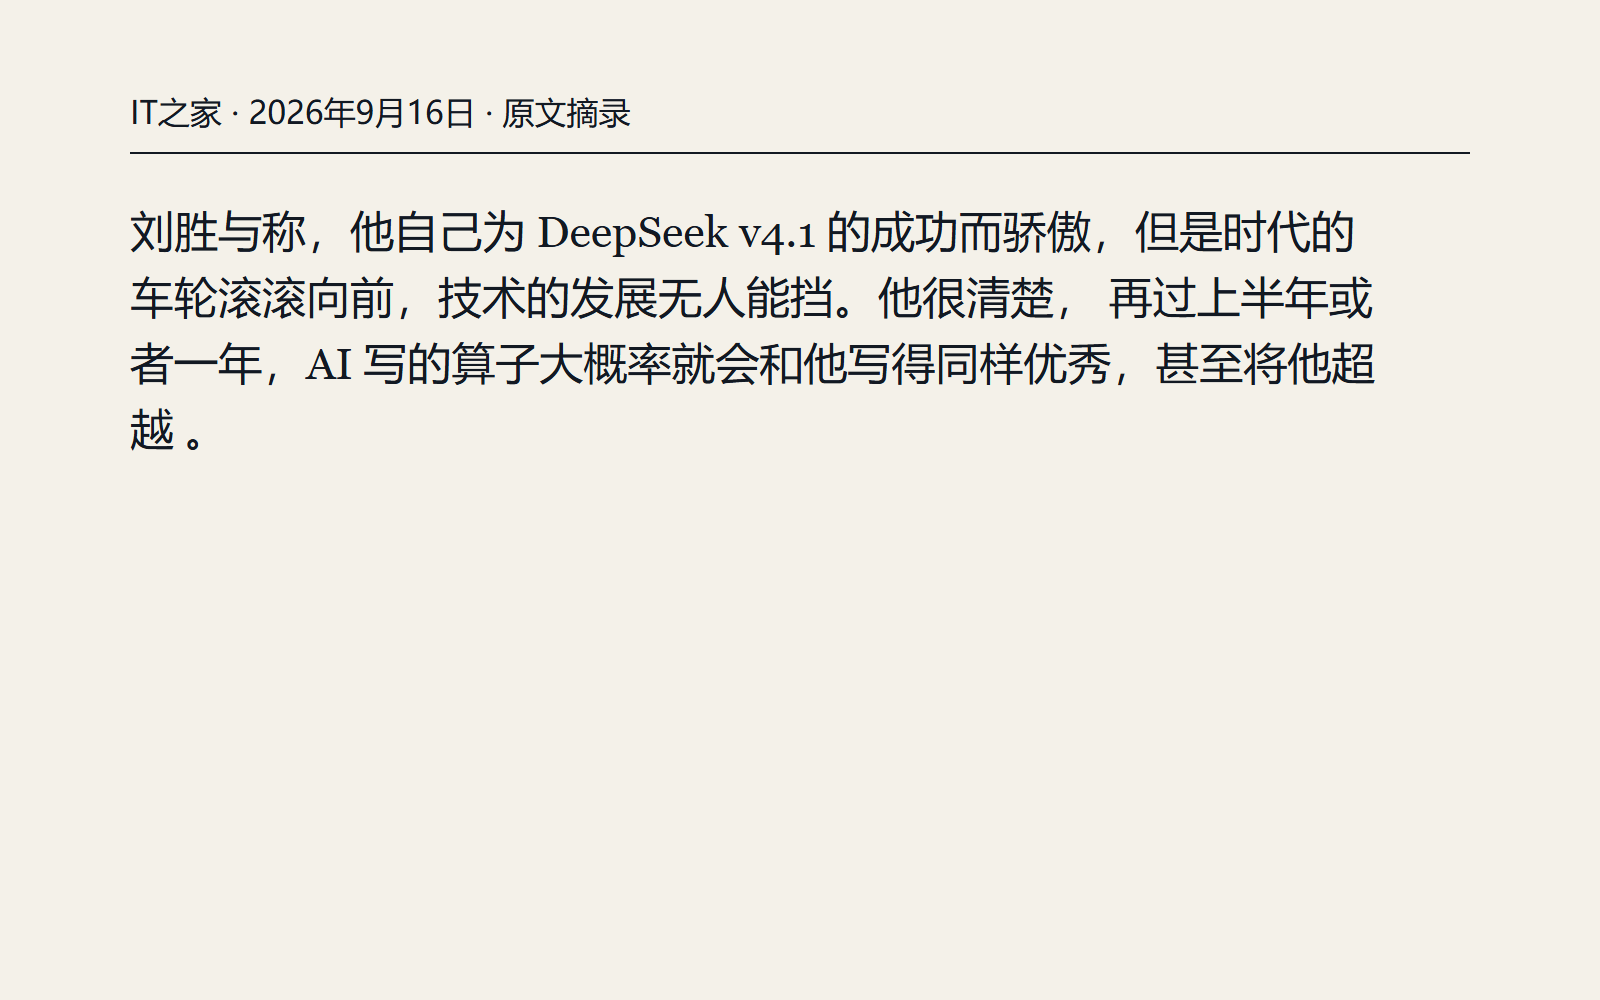 IT之家 · 2026年9月16日 · 原文摘录
刘胜与称，他自己为 DeepSeek v4.1 的成功而骄傲，但是时代的
车轮滚滚向前，技术的发展无人能挡。他很清楚， 再过上半年或
者一年，AI 写的算子大概率就会和他写得同样优秀，甚至将他超
越 。